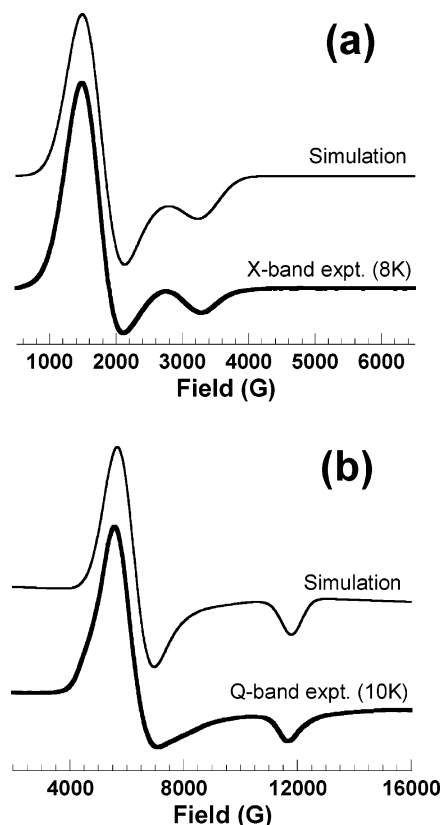 (a)
Simulation
X-band expt. (8K)
1000 2000 3000 4000 5000 6000
Field (G)
(b)
Simulation
Q-band expt. (10K)
4000 8000 12000 16000
Field (G)